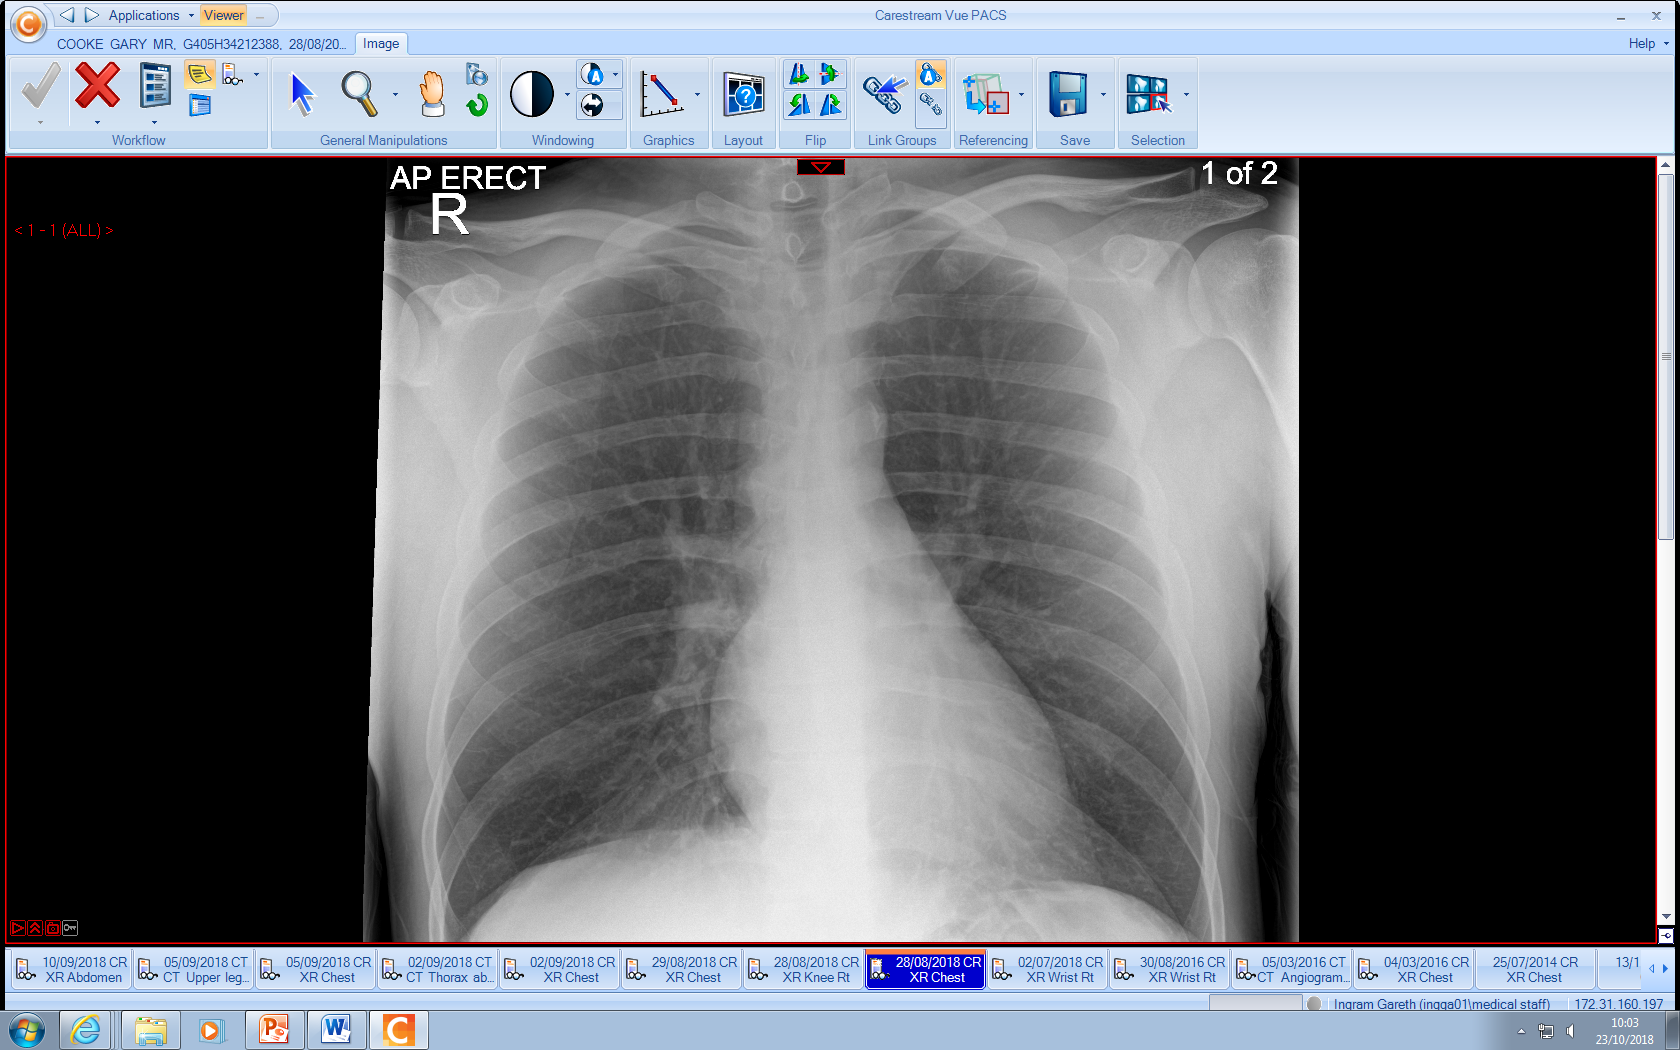 Applications Viewer Carestream Vue PACS
COOKE GARY MR, G405H34212388, 28/08/20... Image Help
Workflow General Manipulations Windowing Graphics Layout Flip Link Groups Referencing Save Selection
AP ERECT
R
1 of 2
< 1 - 1 (ALL) >
10/09/2018 CR
XR Abdomen
05/09/2018 CT
CT Upper leg...
05/09/2018 CR
XR Chest
02/09/2018 CT
CT Thorax ab...
02/09/2018 CR
XR Chest
29/08/2018 CR
XR Chest
28/08/2018 CR
XR Knee Rt
28/08/2018 CR
XR Chest
02/07/2018 CR
XR Wrist Rt
30/08/2016 CR
XR Wrist Rt
05/03/2016 CT
CT Angiogram...
04/03/2016 CR
XR Chest
25/07/2014 CR
XR Chest
13/1
Ingram Gareth (ingga01\medical staff) 172.31.160.197
10:03
23/10/2018